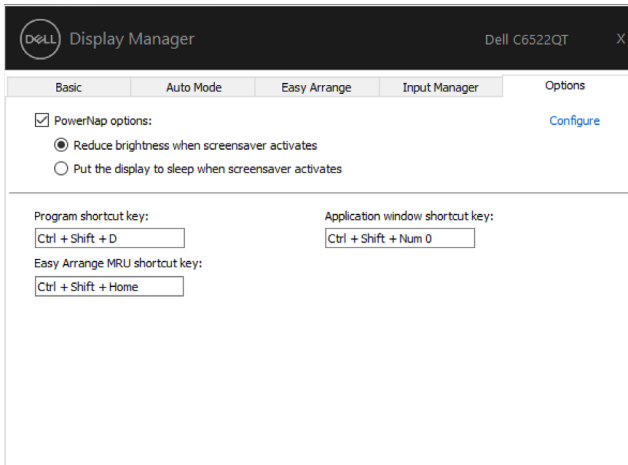 DELL Display Manager Dell C6522QT X
Basic Auto Mode Easy Arrange Input Manager Options
PowerNap options: Configure
Reduce brightness when screensaver activates
Put the display to sleep when screensaver activates
Program shortcut key: Application window shortcut key:
Ctrl + Shift + D Ctrl + Shift + Num 0
Easy Arrange MRU shortcut key:
Ctrl + Shift + Home